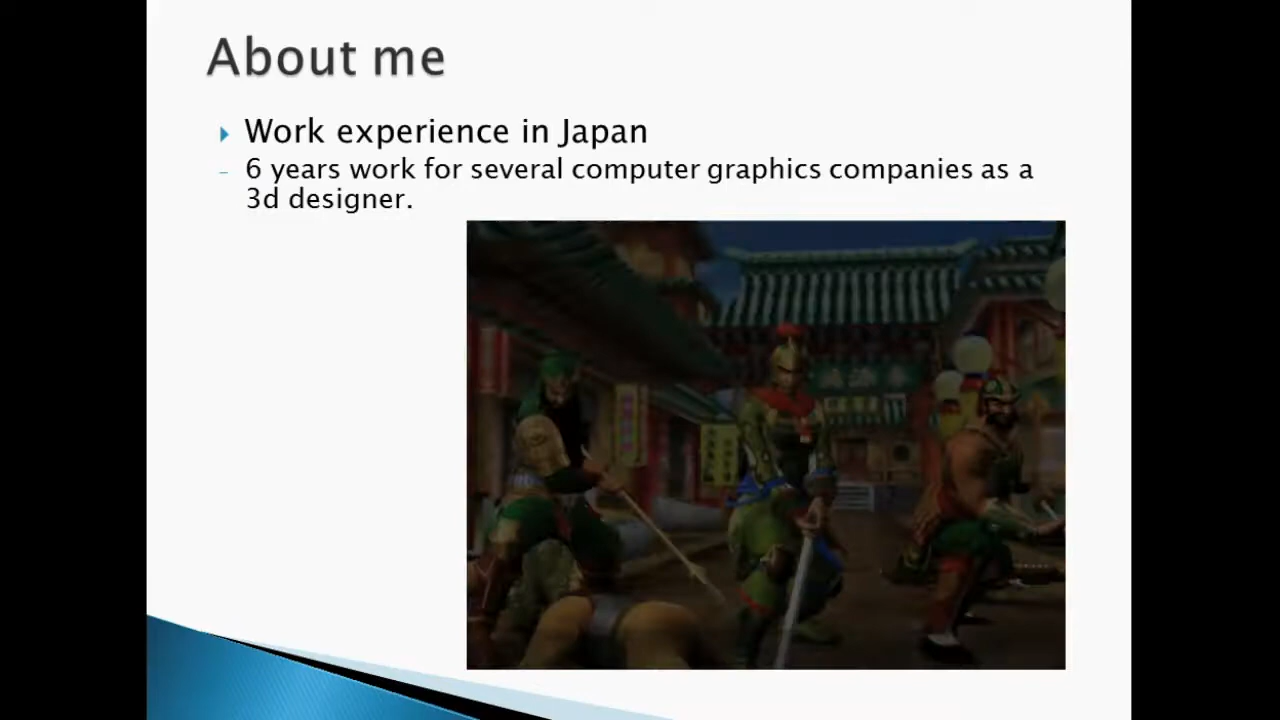 About me
Work experience in Japan
- 6 years work for several computer graphics companies as a
3d designer.